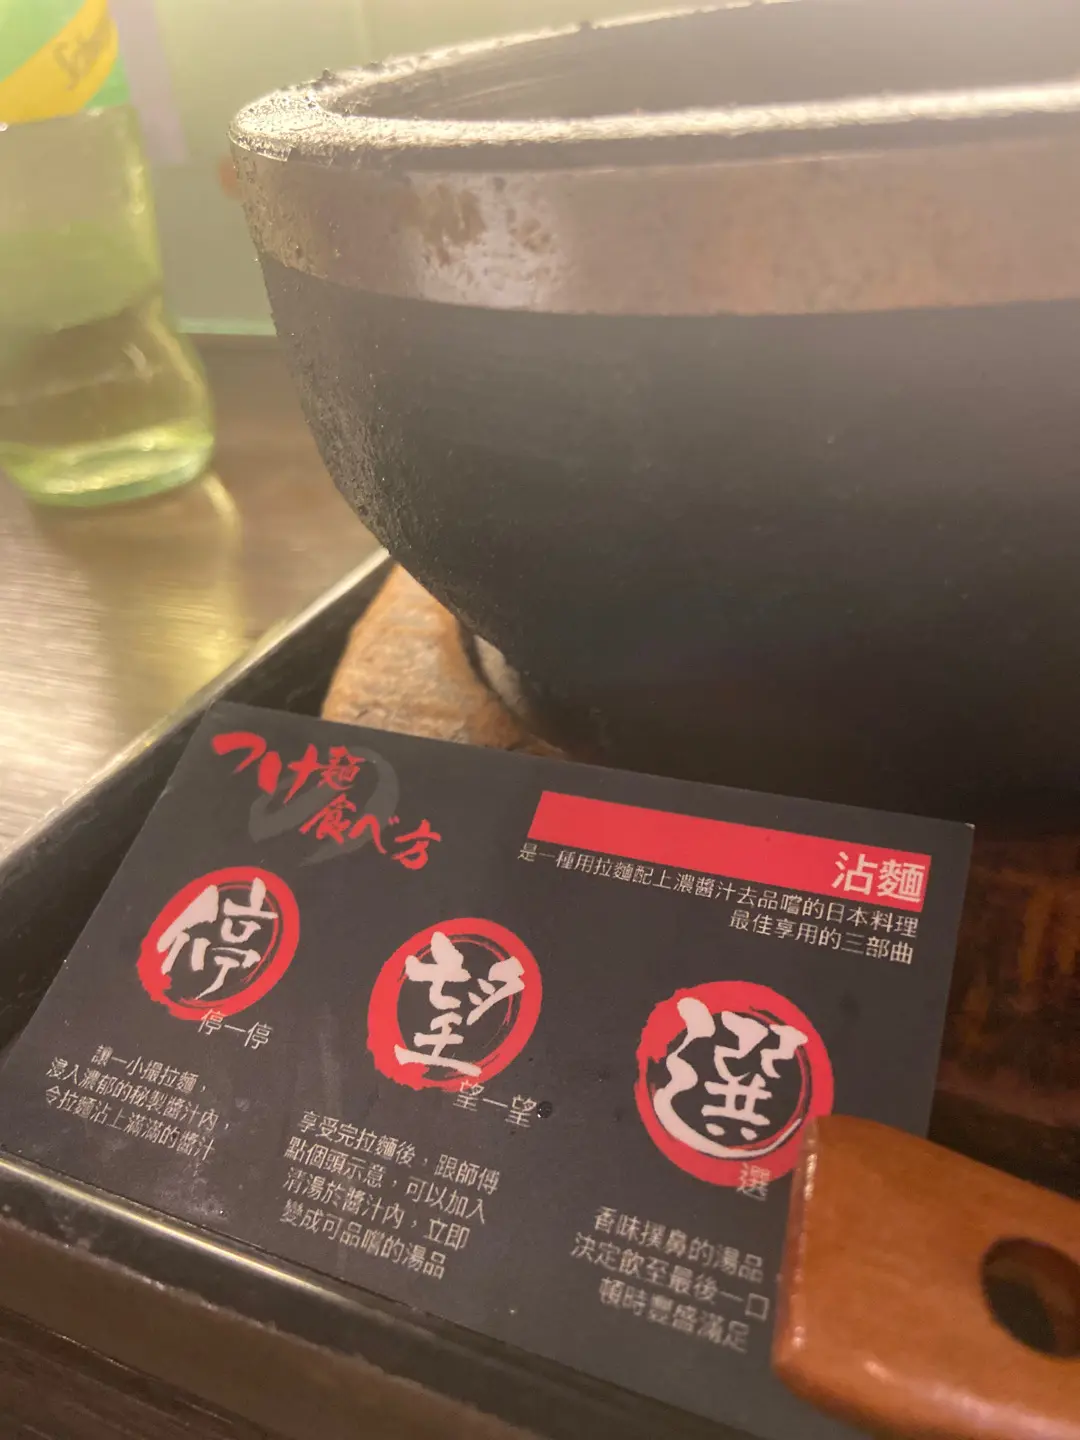 つけ麺
食べ方
沾麵
是一種用拉麵配上濃醬汁去品嚐的日本料理
最佳享用的三部曲
停
停一停
讓一小撮拉麵，
浸入濃郁的秘製醬汁內，
令拉麵沾上滿滿的醬汁
望
望一望
享受完拉麵後，跟師傅
點個頭示意，可以加入
清湯於醬汁內，立即
變成可品嚐的湯品
選
選
香味撲鼻的湯品，
決定飲至最後一口
頓時豐盛滿足